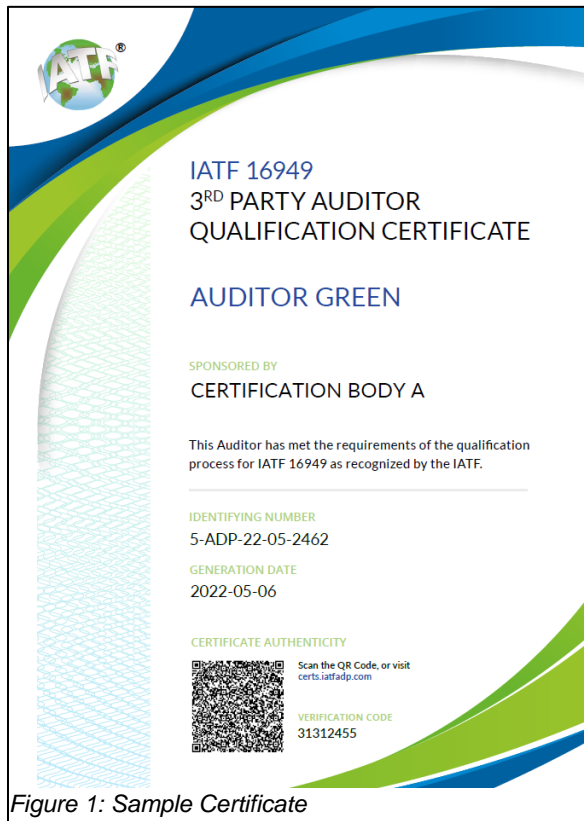 IATF®
IATF 16949
3RD PARTY AUDITOR
QUALIFICATION CERTIFICATE
AUDITOR GREEN
SPONSORED BY
CERTIFICATION BODY A
This Auditor has met the requirements of the qualification
process for IATF 16949 as recognized by the IATF.
IDENTIFYING NUMBER
5-ADP-22-05-2462
GENERATION DATE
2022-05-06
CERTIFICATE AUTHENTICITY
Scan the QR Code, or visit
certs.iatfadp.com
VERIFICATION CODE
31312455
Figure 1: Sample Certificate